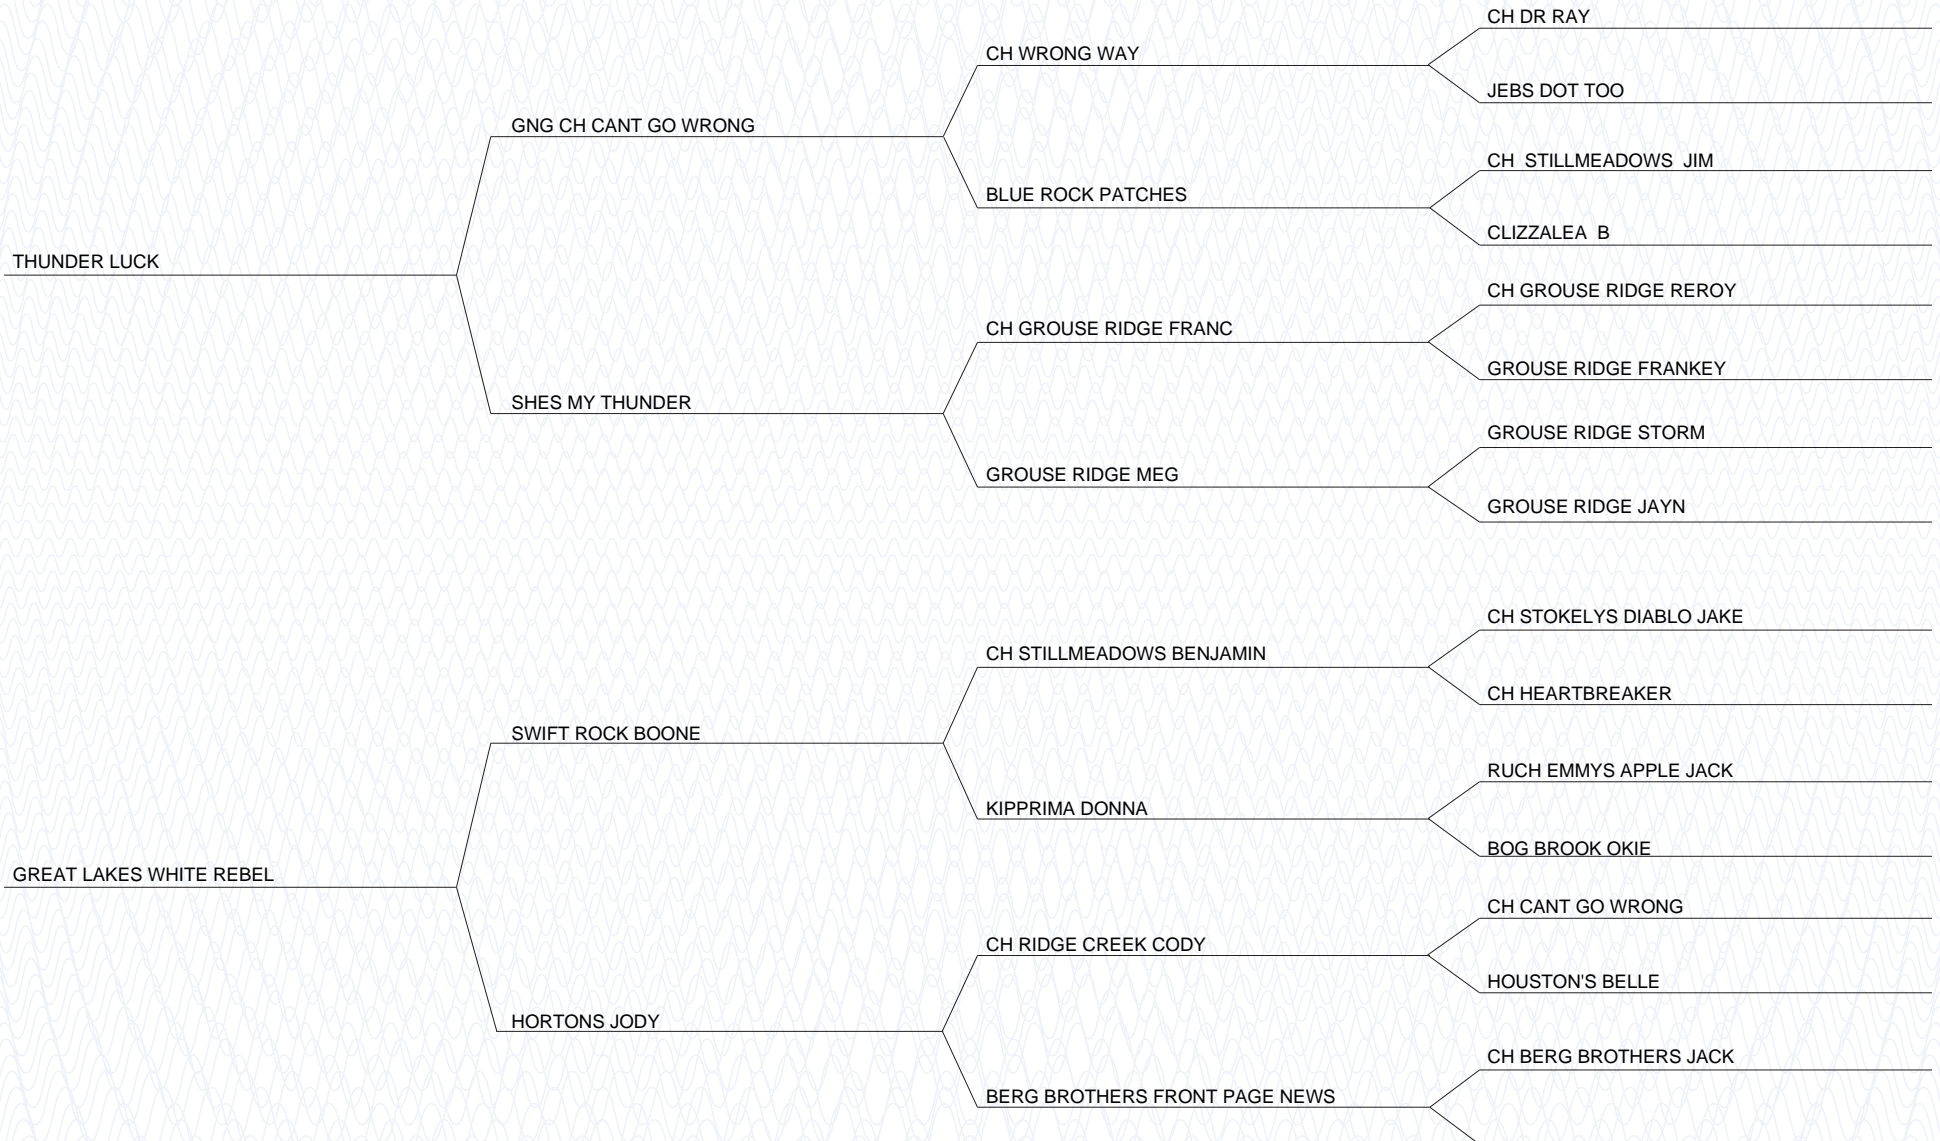 CH DR RAY
CH WRONG WAY
JEBS DOT TOO
GNG CH CANT GO WRONG
CH  STILLMEADOWS  JIM
BLUE ROCK PATCHES
CLIZZALEA  B
THUNDER LUCK
CH GROUSE RIDGE REROY
CH GROUSE RIDGE FRANC
GROUSE RIDGE FRANKEY
SHES MY THUNDER
GROUSE RIDGE STORM
GROUSE RIDGE MEG
GROUSE RIDGE JAYN
CH STOKELYS DIABLO JAKE
CH STILLMEADOWS BENJAMIN
CH HEARTBREAKER
SWIFT ROCK BOONE
RUCH EMMYS APPLE JACK
KIPPRIMA DONNA
BOG BROOK OKIE
GREAT LAKES WHITE REBEL
CH CANT GO WRONG
CH RIDGE CREEK CODY
HOUSTON'S BELLE
HORTONS JODY
CH BERG BROTHERS JACK
BERG BROTHERS FRONT PAGE NEWS